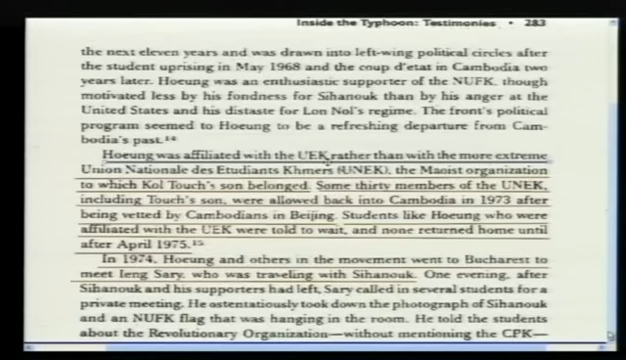 Inside the Typhoon: Testimonies • 283
the next eleven years and was drawn into left-wing political circles after
the student uprising in May 1968 and the coup d'etat in Cambodia two
years later. Hoeung was an enthusiastic supporter of the NUFK, though
motivated less by his fondness for Sihanouk than by his anger at the
United States and his distaste for Lon Nol's regime. The front's political
program seemed to Hoeung to be a refreshing departure from Cam-
bodia's past.¹⁴
Hoeung was affiliated with the UEK rather than with the more extreme
Union Nationale des Etudiants Khmers (UNEK), the Maoist organization
to which Kol Touch's son belonged. Some thirty members of the UNEK,
including Touch's son, were allowed back into Cambodia in 1973 after
being vetted by Cambodians in Beijing. Students like Hoeung who were
affiliated with the UEK were told to wait, and none returned home until
after April 1975.¹⁵
In 1974, Hoeung and others in the movement went to Bucharest to
meet Ieng Sary, who was traveling with Sihanouk. One evening, after
Sihanouk and his supporters had left, Sary called in several students for a
private meeting. He ostentatiously took down the photograph of Sihanouk
and an NUFK flag that was hanging in the room. He told the students
about the Revolutionary Organization—without mentioning the CPK—